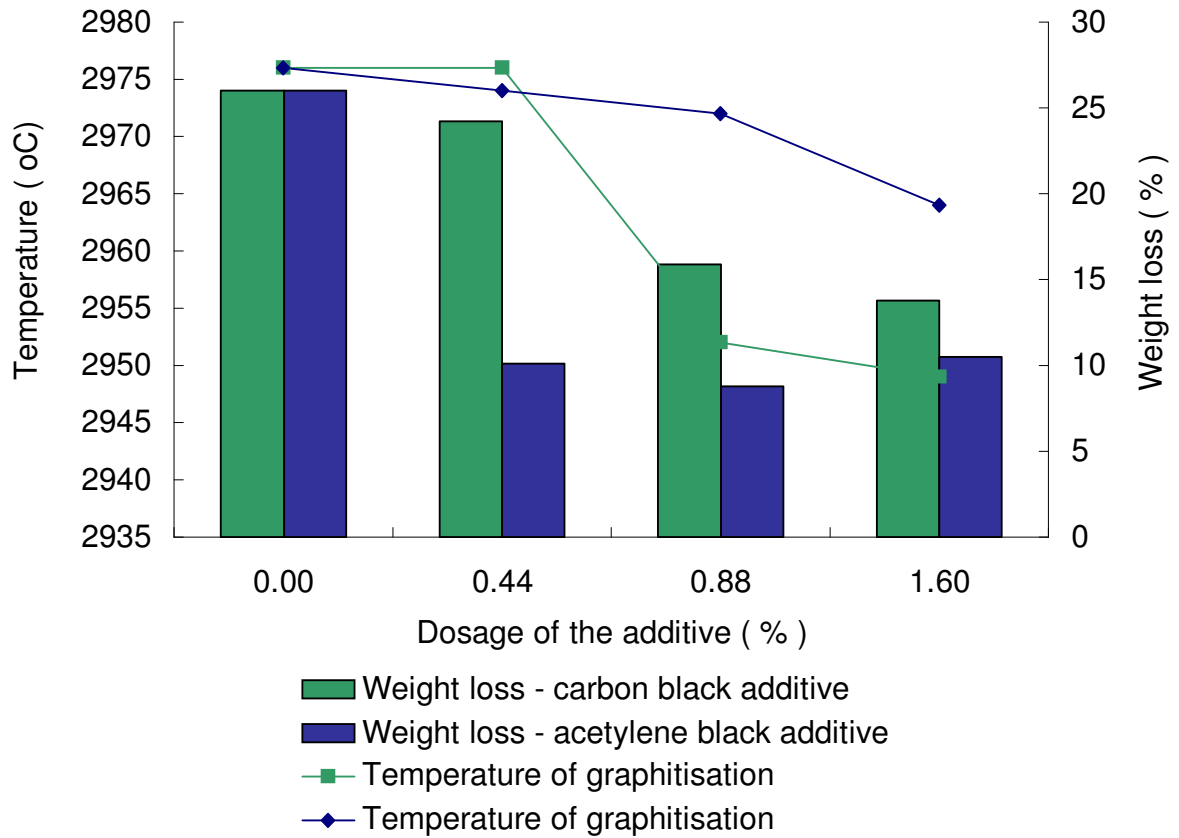 2980
2975
2970
2965
2960
2955
2950
2945
2940
2935
Temperature ( oC)
30
25
20
15
10
5
0
Weight loss ( % )
0.00 0.44 0.88 1.60
Dosage of the additive ( % )
Weight loss - carbon black additive
Weight loss - acetylene black additive
Temperature of graphitisation
Temperature of graphitisation